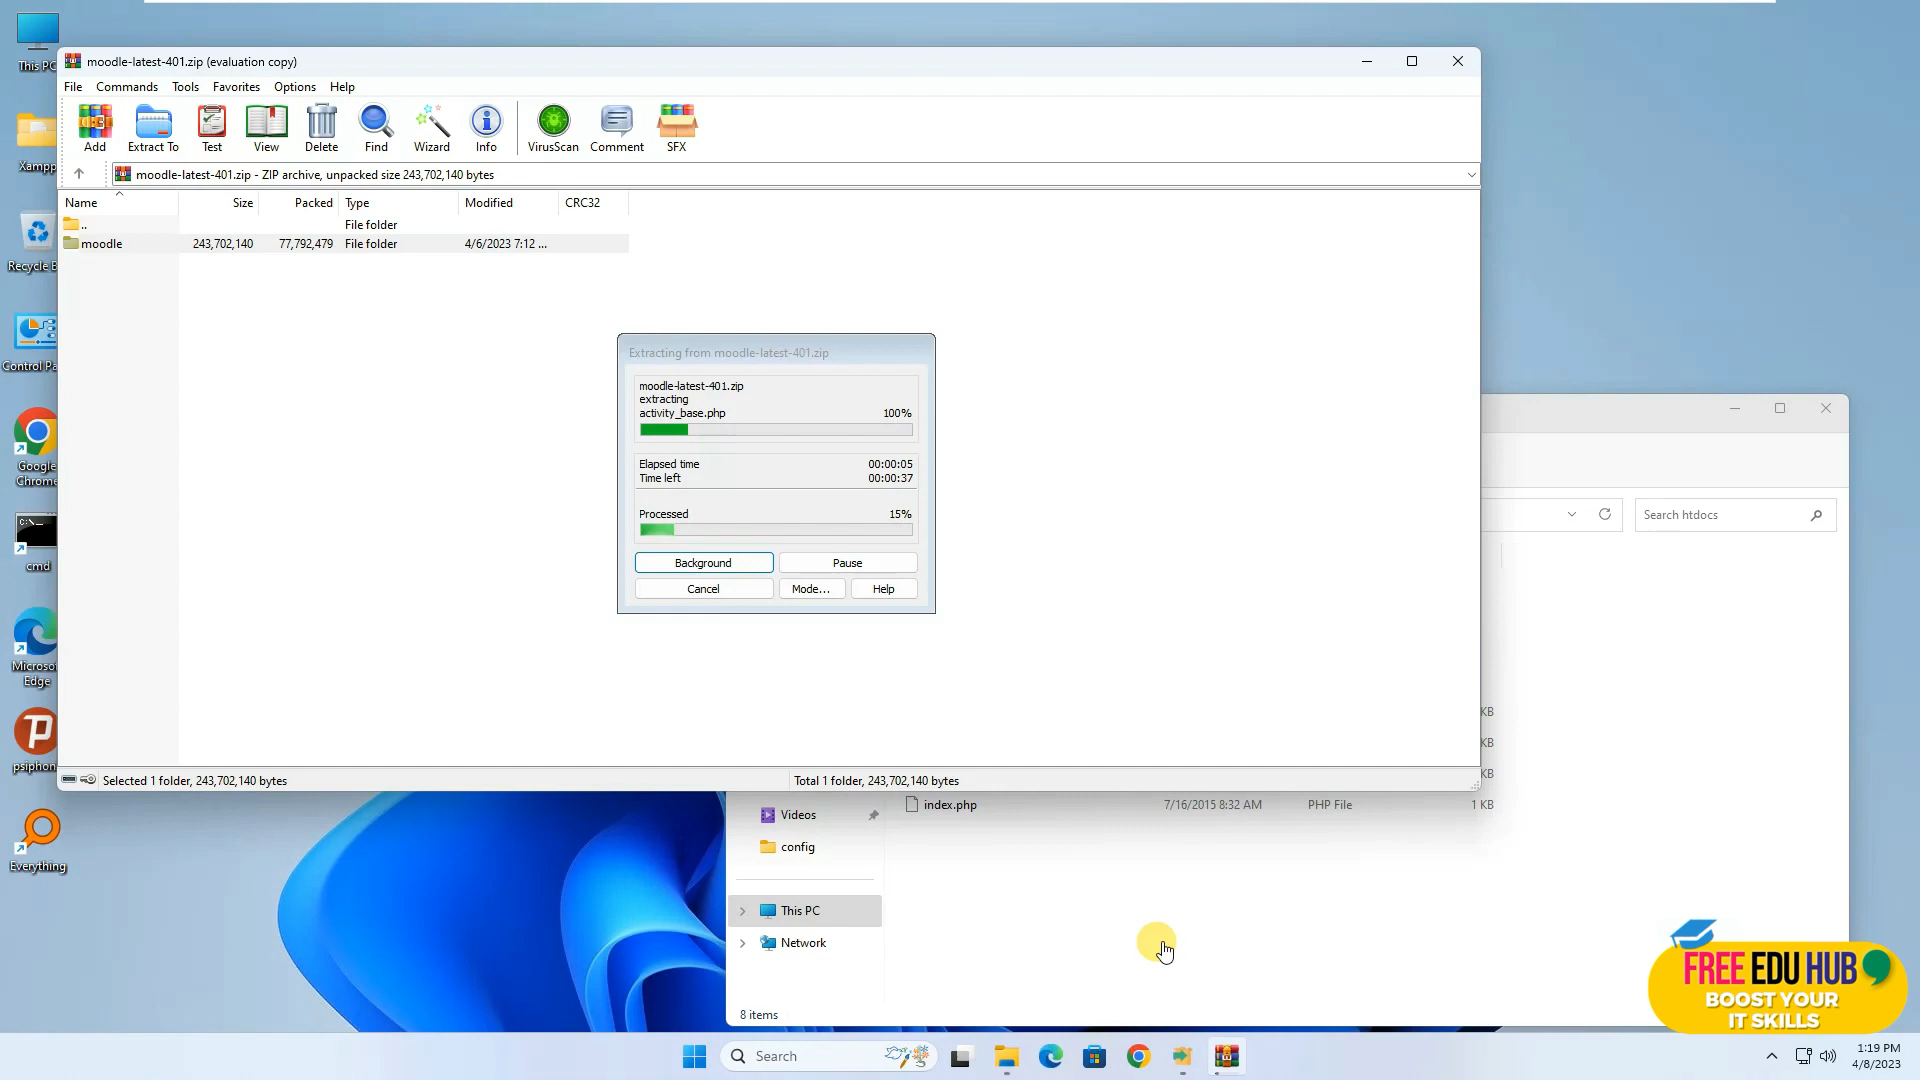 This PC
Xampp
Recycle B
Control Pa
Google
Chrome
C:\_
cmd
Microso
Edge
psiphon
Everything
moodle-latest-401.zip (evaluation copy)
File Commands Tools Favorites Options Help
Add Extract To Test View Delete Find Wizard Info VirusScan Comment SFX
moodle-latest-401.zip - ZIP archive, unpacked size 243,702,140 bytes
Name Size Packed Type Modified CRC32
.. File folder
moodle 243,702,140 77,792,479 File folder 4/6/2023 7:12 ...
Extracting from moodle-latest-401.zip
moodle-latest-401.zip
extracting
activity_base.php 100%
Elapsed time 00:00:05
Time left 00:00:37
Processed 15%
Background Pause
Cancel Mode... Help
Selected 1 folder, 243,702,140 bytes Total 1 folder, 243,702,140 bytes
Search htdocs
KB
KB
KB
index.php 7/16/2015 8:32 AM PHP File 1 KB
Videos
config
This PC
Network
8 items
FREE EDU HUB
BOOST YOUR
IT SKILLS
Search
1:19 PM
4/8/2023